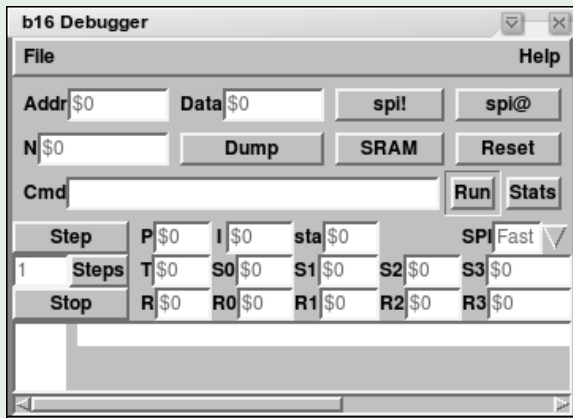 b16 Debugger
File Help
Addr $0 Data $0 spi! spi@
N $0 Dump SRAM Reset
Cmd Run Stats
Step P $0 I $0 sta $0 SPI Fast
1 Steps T $0 S0 $0 S1 $0 S2 $0 S3 $0
Stop R $0 R0 $0 R1 $0 R2 $0 R3 $0